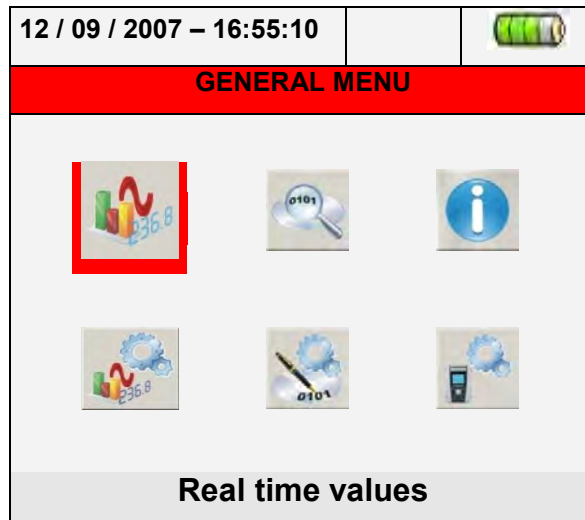 12 / 09 / 2007 – 16:55:10
GENERAL MENU
236.8
0101
i
236.8
0101
Real time values